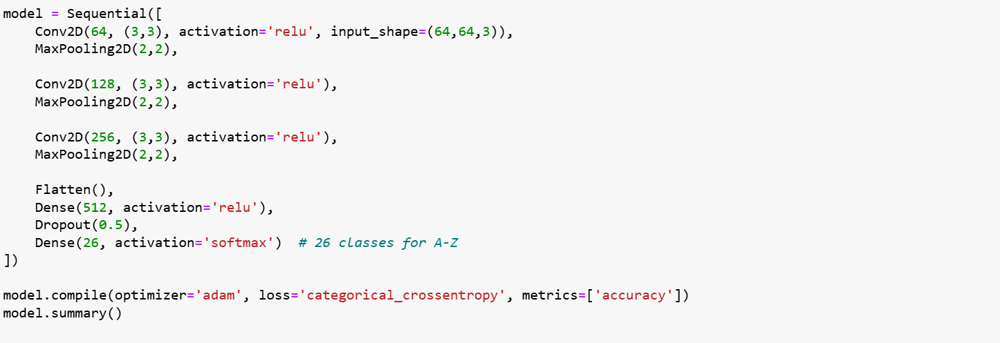 model = Sequential([
    Conv2D(64, (3,3), activation='relu', input_shape=(64,64,3)),
    MaxPooling2D(2,2),

    Conv2D(128, (3,3), activation='relu'),
    MaxPooling2D(2,2),

    Conv2D(256, (3,3), activation='relu'),
    MaxPooling2D(2,2),

    Flatten(),
    Dense(512, activation='relu'),
    Dropout(0.5),
    Dense(26, activation='softmax')  # 26 classes for A-Z
])

model.compile(optimizer='adam', loss='categorical_crossentropy', metrics=['accuracy'])
model.summary()